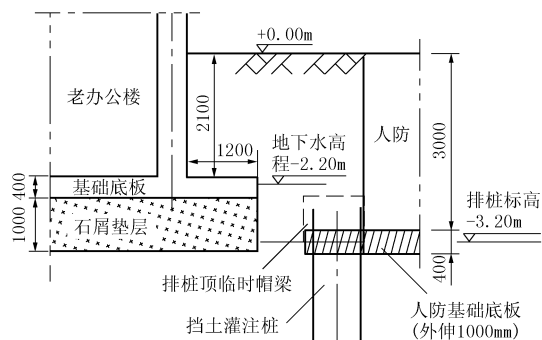 +0.00m
老办公楼
2100
人防
3000
地下水高
程-2.20m
1200
基础底板
400
石屑垫层
1000
排桩标高
-3.20m
400
排桩顶临时帽梁
挡土灌注桩
人防基础底板
(外伸1000mm)